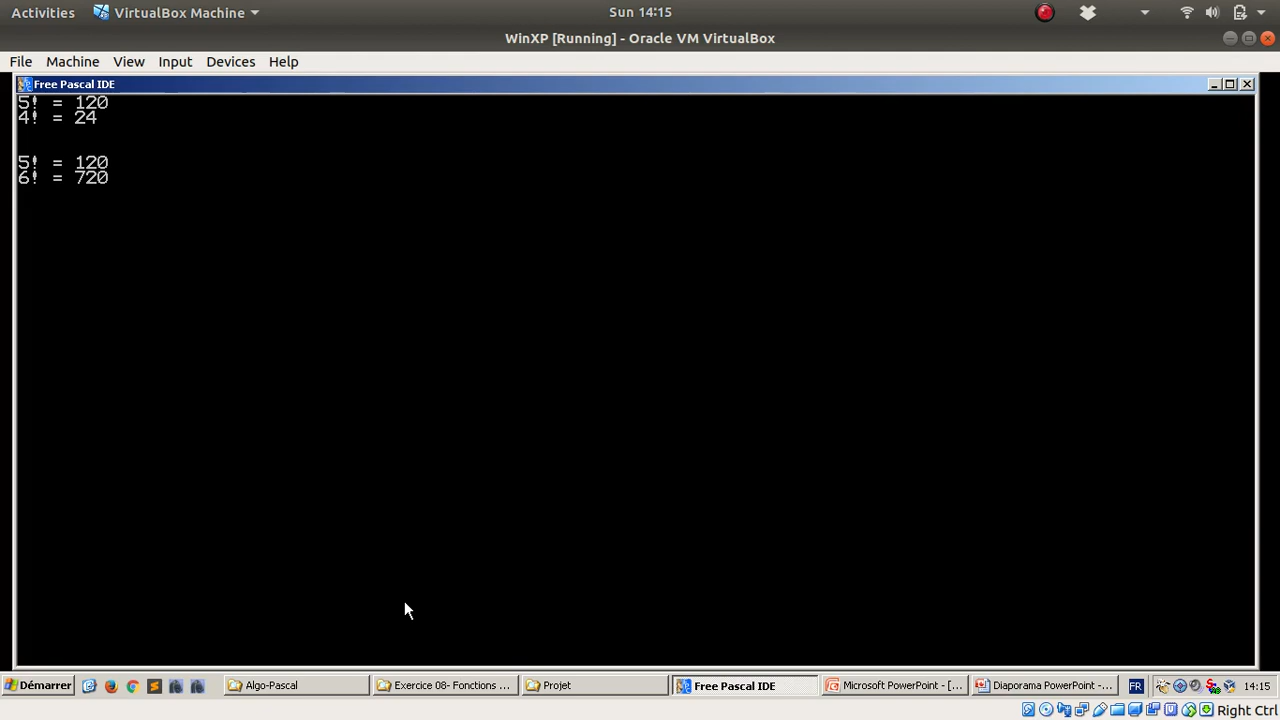 Activities VirtualBox Machine Sun 14:15
WinXP [Running] - Oracle VM VirtualBox
File Machine View Input Devices Help
Free Pascal IDE
5! = 120
4! = 24
5! = 120
6! = 720
Démarrer Algo-Pascal Exercice 08- Fonctions ... Projet Free Pascal IDE Microsoft PowerPoint - [... Diaporama PowerPoint -... FR 14:15
Right Ctrl